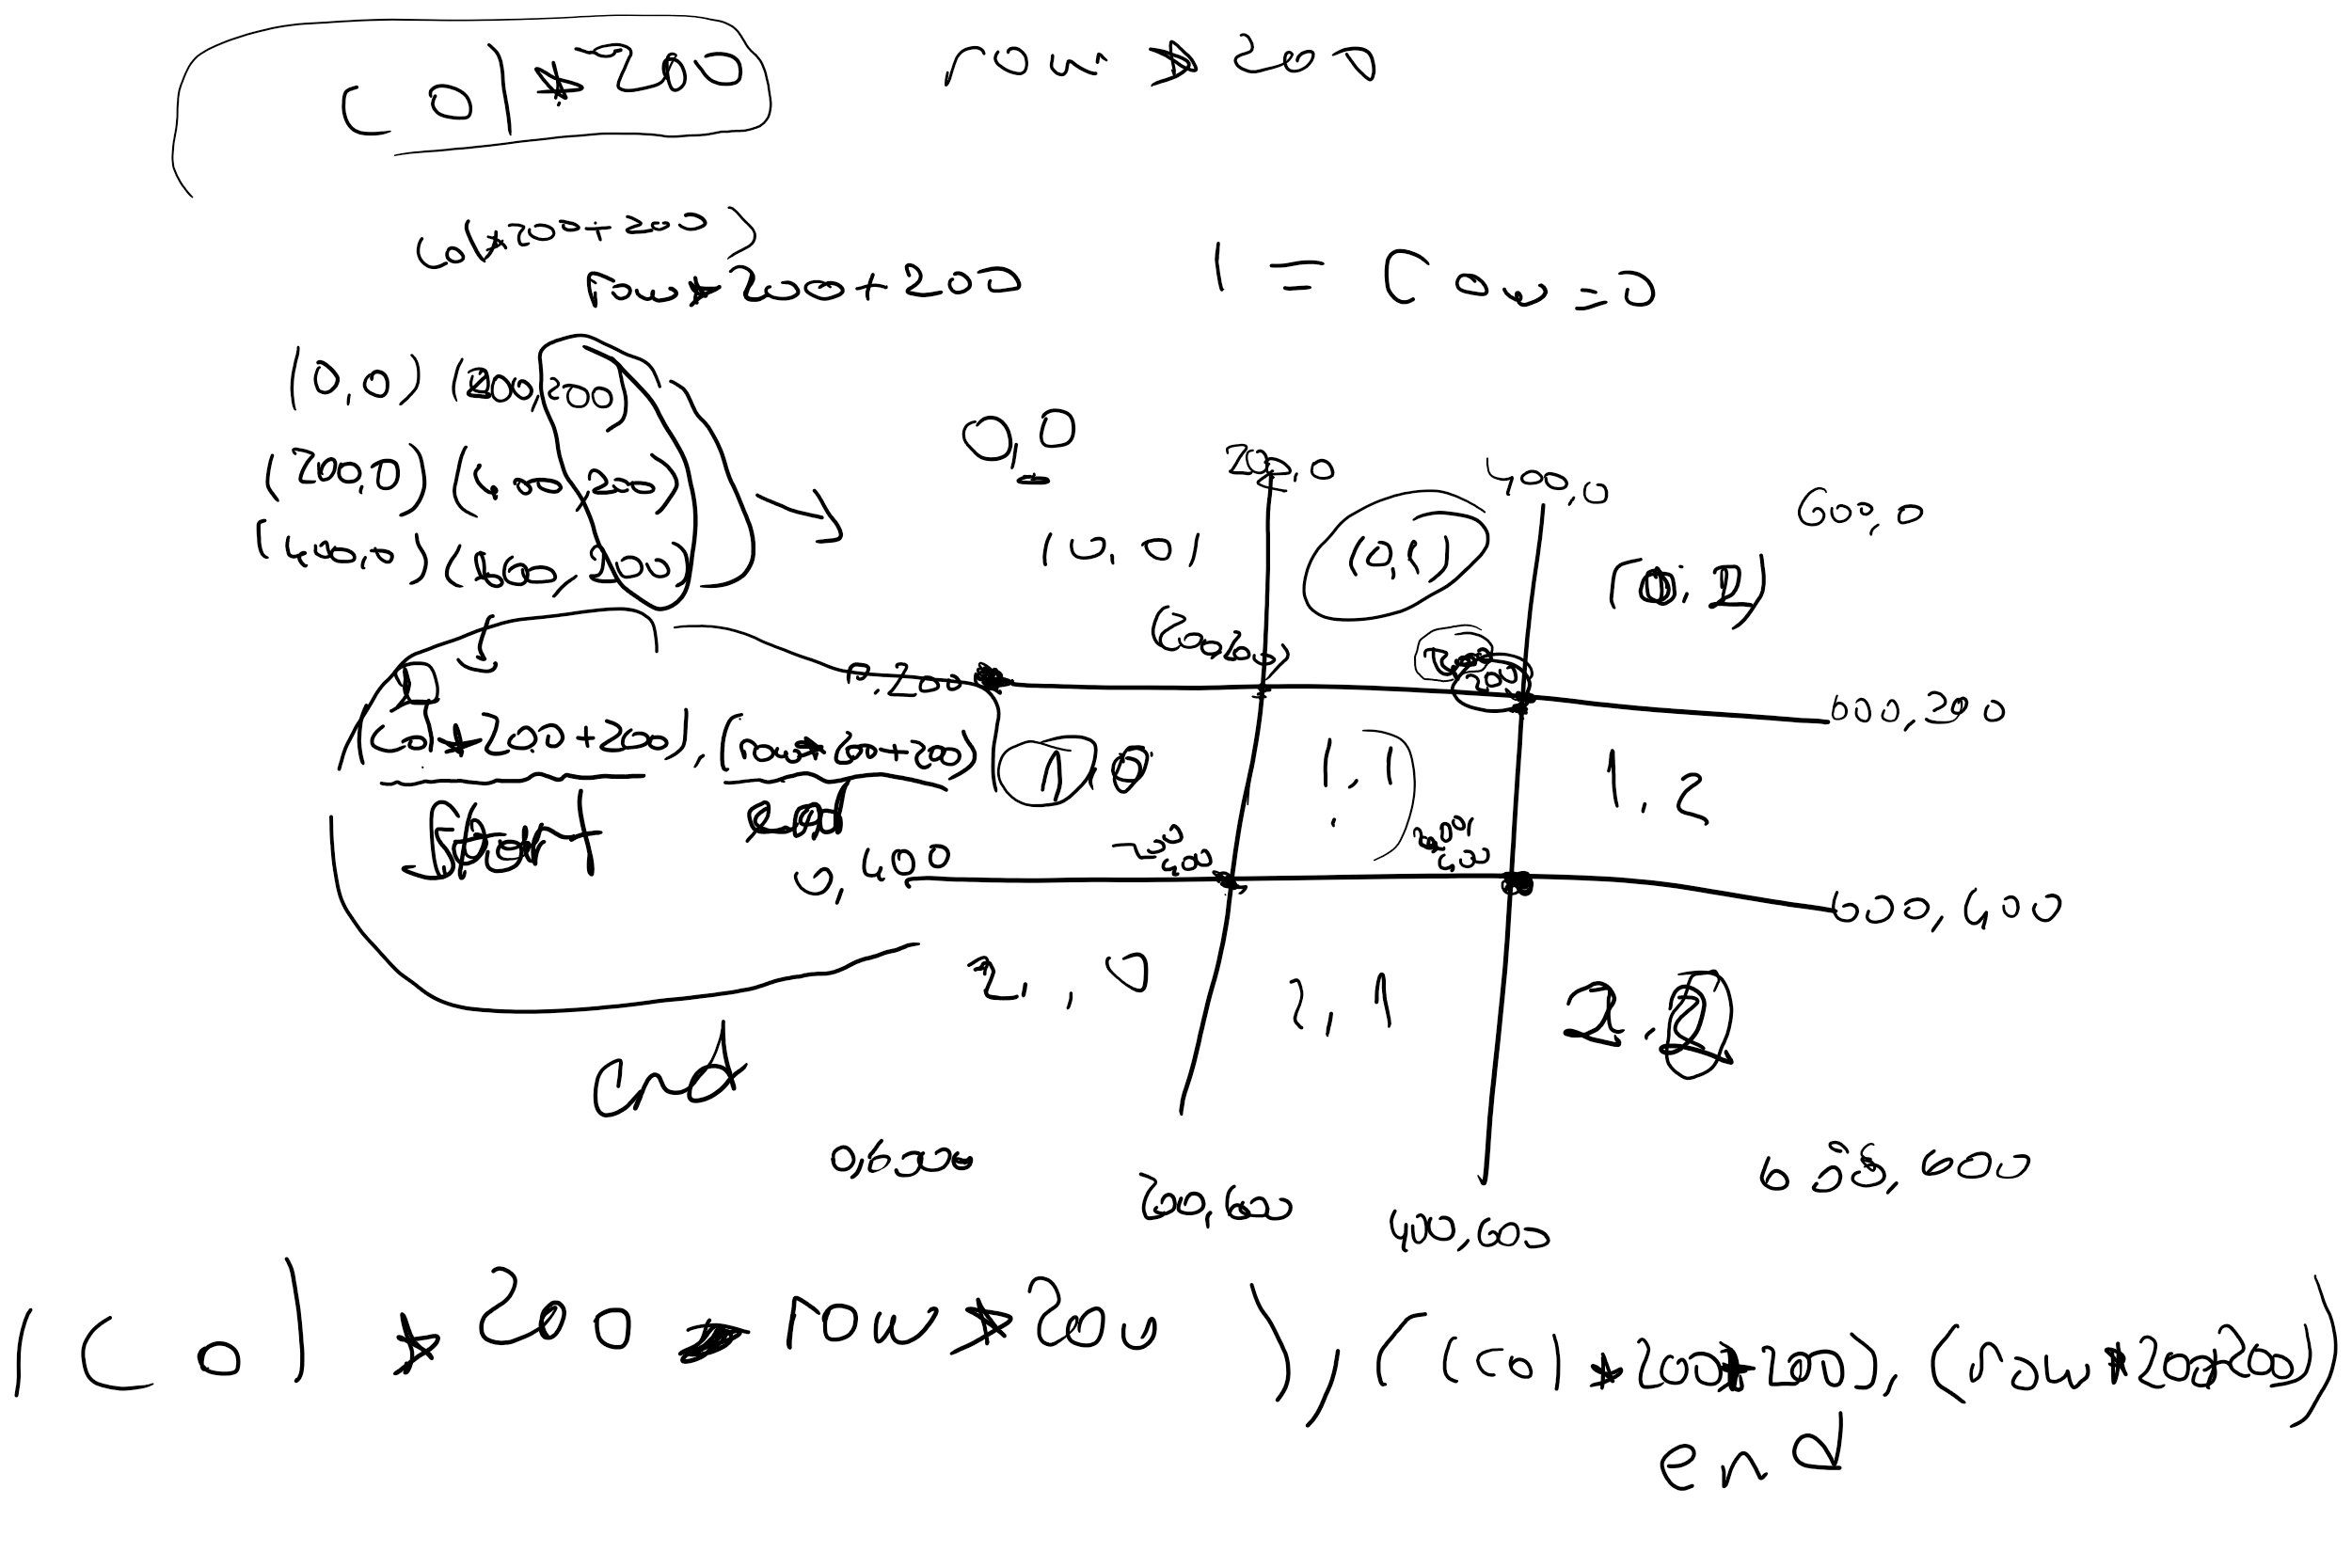 col * 200
row * 200
col*200+200)
row*200+200
1 = row = 0
(0,0) (200,200)
(200,0) (400,200)
(400,0) (600,200)
0,0
200,0
400,0
600,0
(0,0)
(0,1)
(0,2)
0,200
(200,200)
600,200
(col*200+200), (row*200+200)
start
end
1,0
1,1
1,2
0,400
200,400
400,400
600,400
2,0
2,1
2,2
end
0,600
200,600
400,600
600,600
(col * 200, row * 200), ((col*200+200), (row*200+200))
end